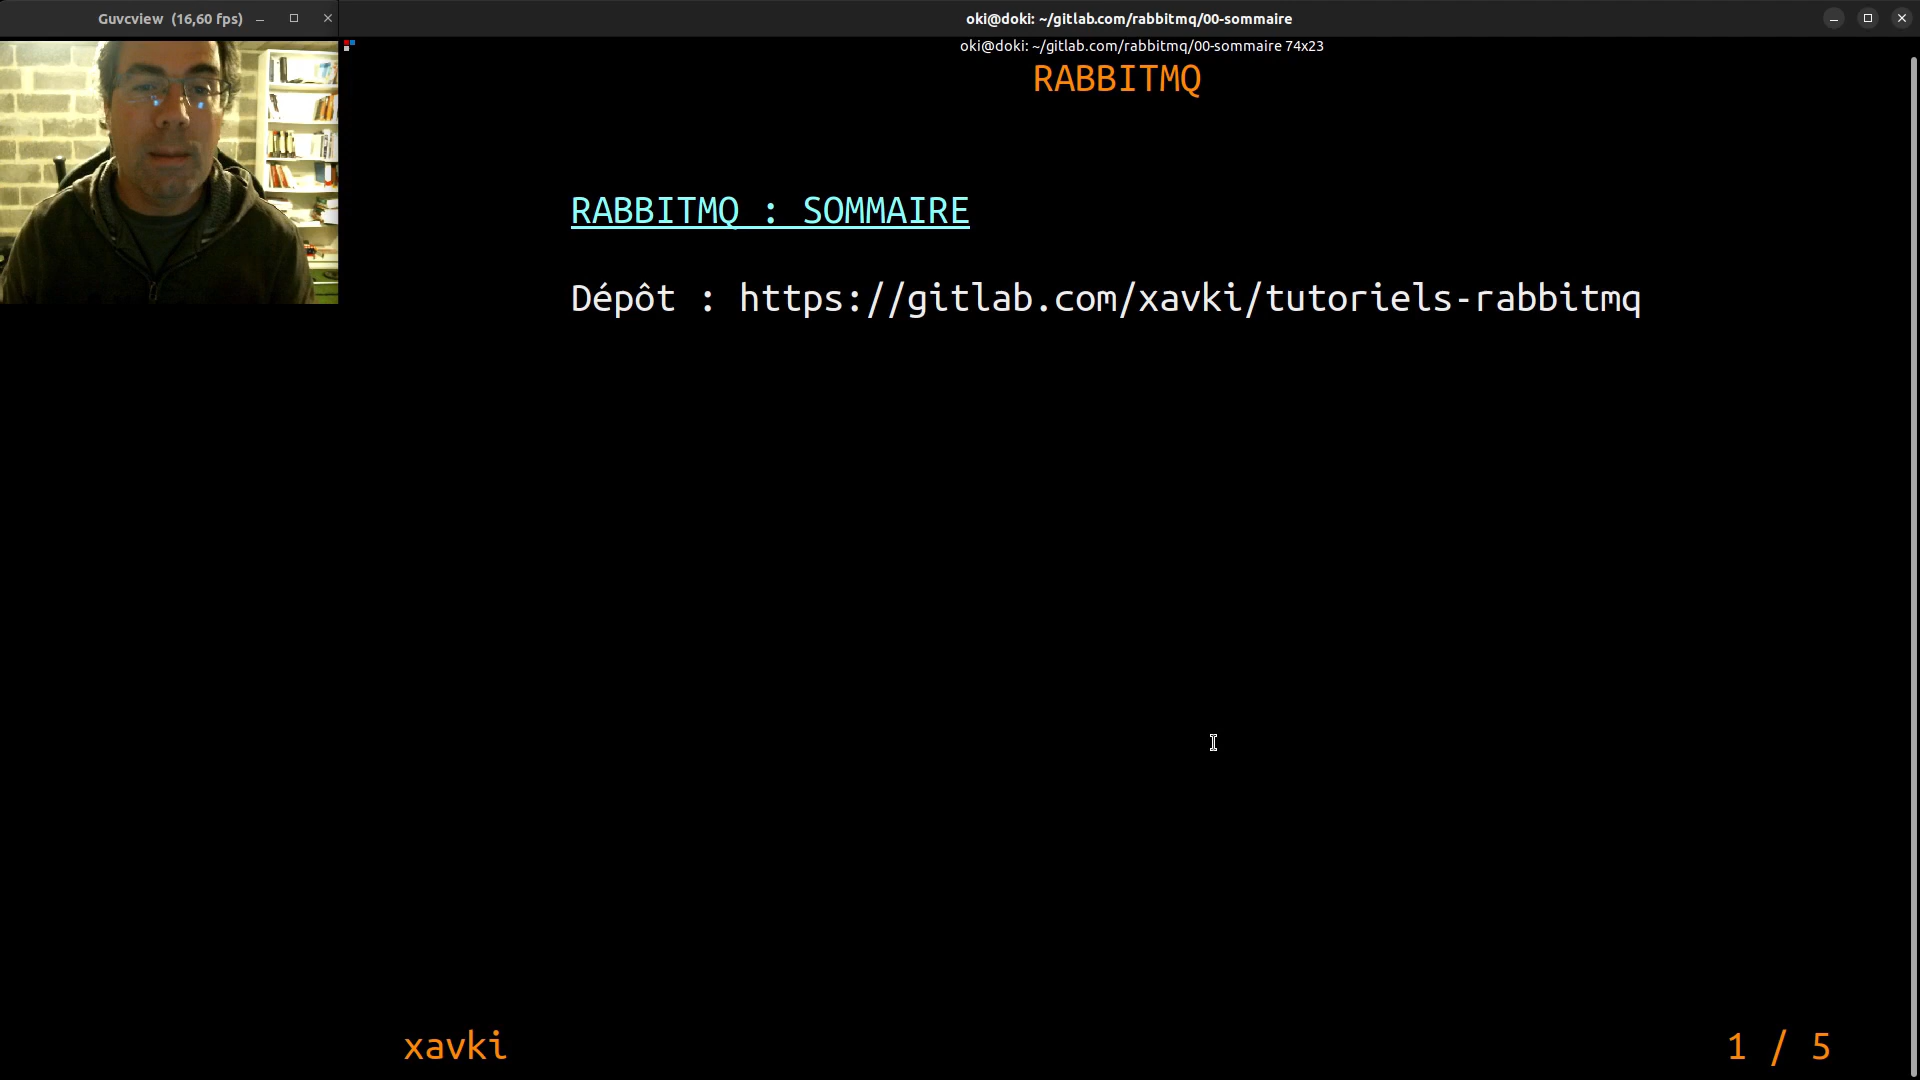 Guvcview (16,60 fps)
oki@doki: ~/gitlab.com/rabbitmq/00-sommaire
oki@doki: ~/gitlab.com/rabbitmq/00-sommaire 74x23
RABBITMQ
RABBITMQ : SOMMAIRE
Dépôt : https://gitlab.com/xavki/tutoriels-rabbitmq
xavki
1 / 5